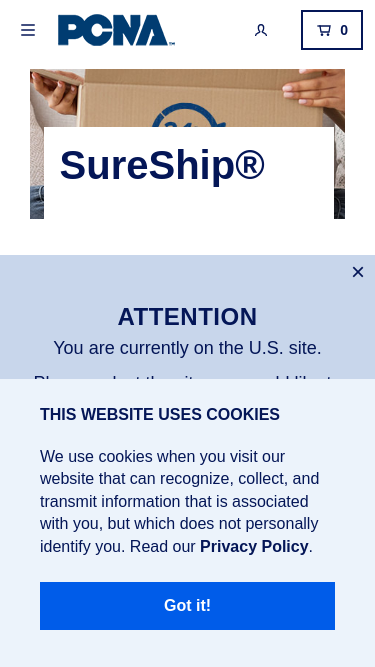 PCNA
0
SureShip®
ATTENTION
You are currently on the U.S. site.
THIS WEBSITE USES COOKIES
We use cookies when you visit our
website that can recognize, collect, and
transmit information that is associated
with you, but which does not personally
identify you. Read our Privacy Policy.
Got it!